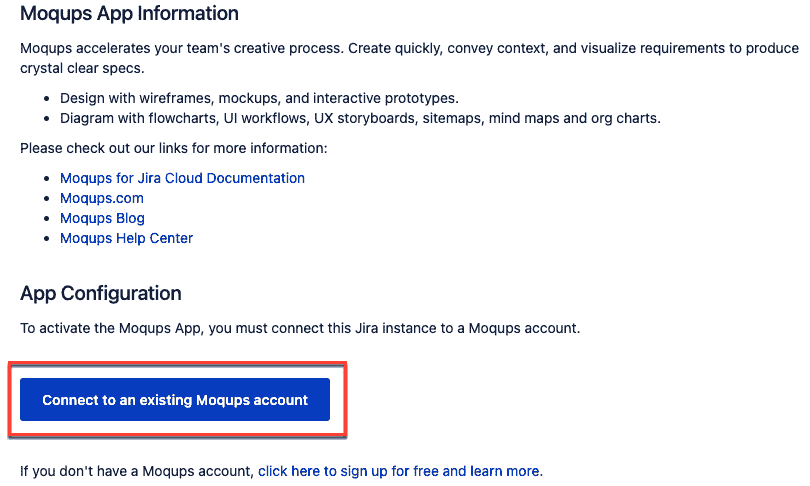 Moqups App Information
Moqups accelerates your team's creative process. Create quickly, convey context, and visualize requirements to produce
crystal clear specs.
• Design with wireframes, mockups, and interactive prototypes.
• Diagram with flowcharts, UI workflows, UX storyboards, sitemaps, mind maps and org charts.
Please check out our links for more information:
• Moqups for Jira Cloud Documentation
• Moqups.com
• Moqups Blog
• Moqups Help Center
App Configuration
To activate the Moqups App, you must connect this Jira instance to a Moqups account.
Connect to an existing Moqups account
If you don't have a Moqups account, click here to sign up for free and learn more.